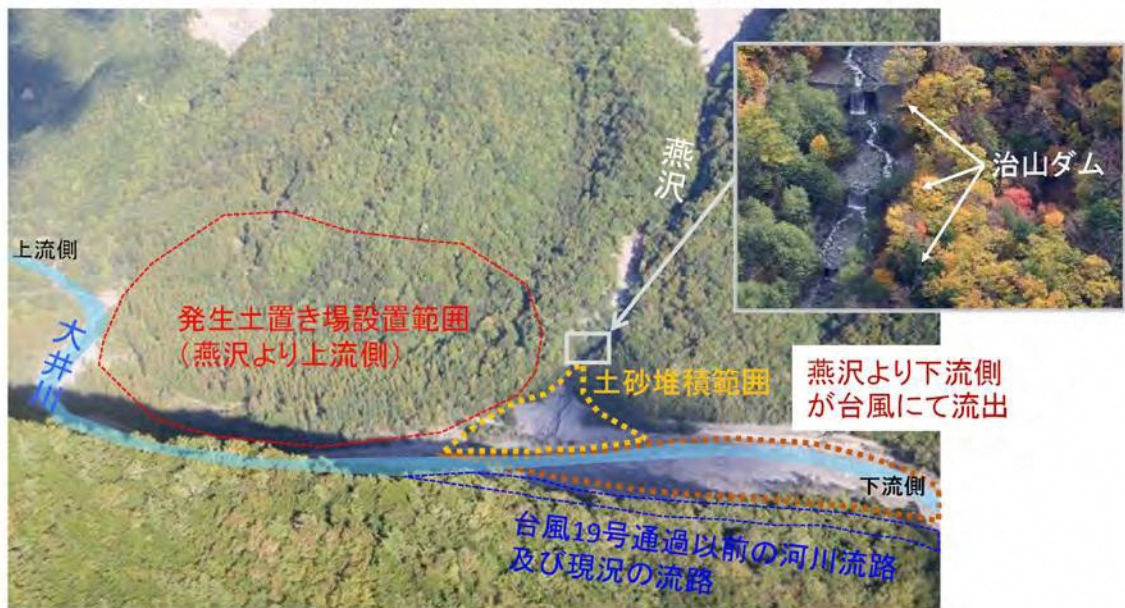 燕沢
治山ダム
上流側
大井川
発生土置き場設置範囲
(燕沢より上流側)
土砂堆積範囲
燕沢より下流側
が台風にて流出
下流側
台風19号通過以前の河川流路
及び現況の流路